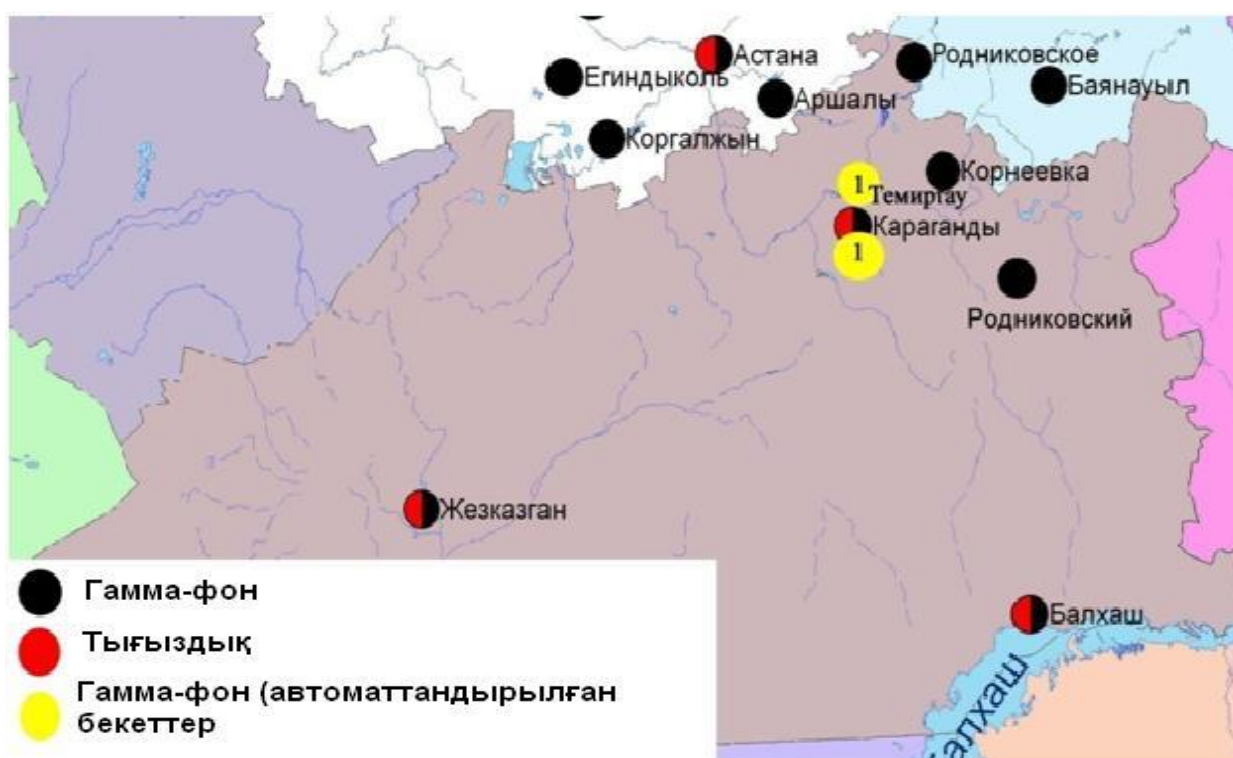 Астана
Родниковское
Егиндыколь
Баянауыл
Аршалы
Коргалжын
Корнеевка
1
Темиртау
Караганды
1
Родниковский
Жезказган
Гамма-фон
Балхаш
Тығыздық
Гамма-фон (автоматтандырылған
бекеттер